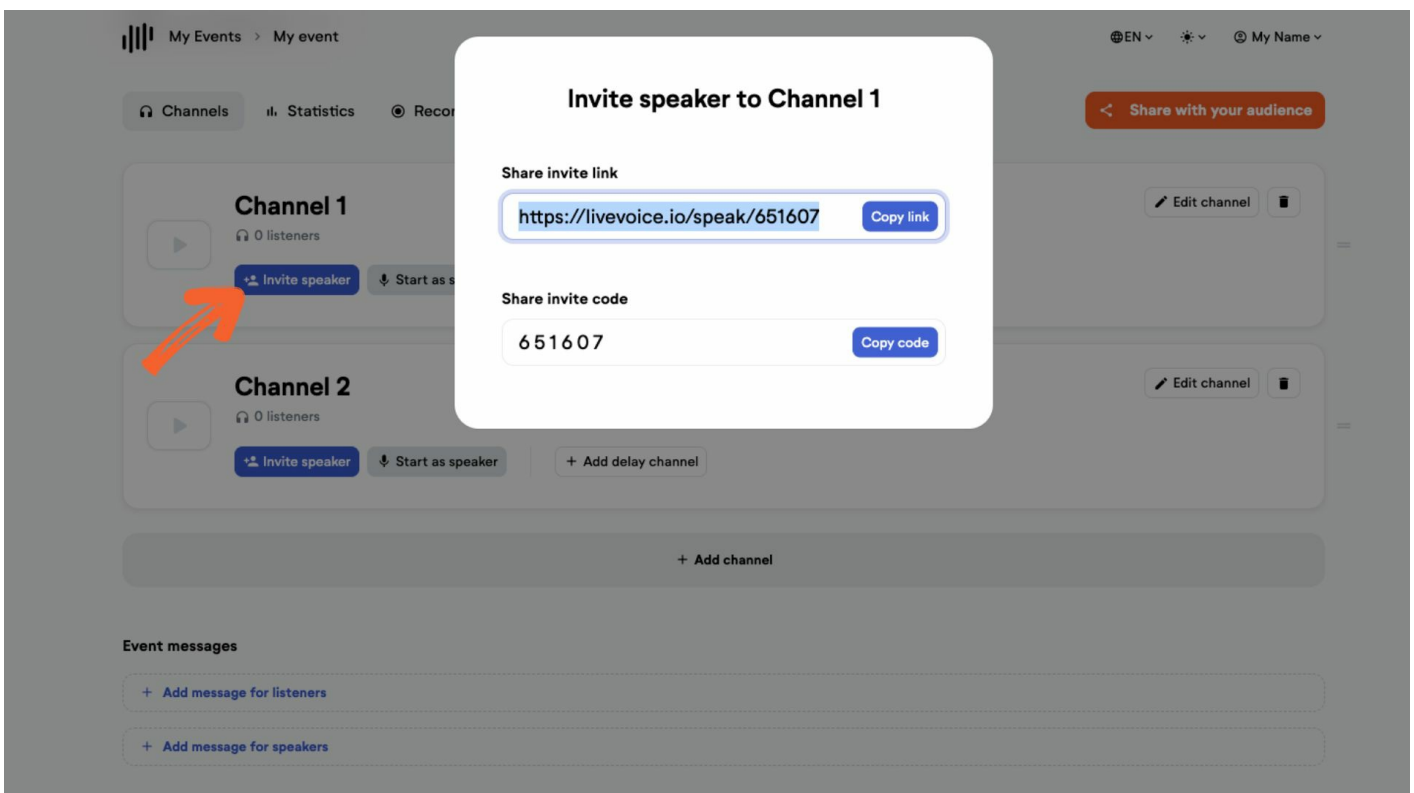 My Events > My event
EN
My Name
Channels
Statistics
Recor
Share with your audience
Invite speaker to Channel 1
Share invite link
https://livevoice.io/speak/651607
Copy link
Share invite code
651607
Copy code
Channel 1
0 listeners
Invite speaker
Start as s
Edit channel
Channel 2
0 listeners
Invite speaker
Start as speaker
+ Add delay channel
Edit channel
+ Add channel
Event messages
+ Add message for listeners
+ Add message for speakers